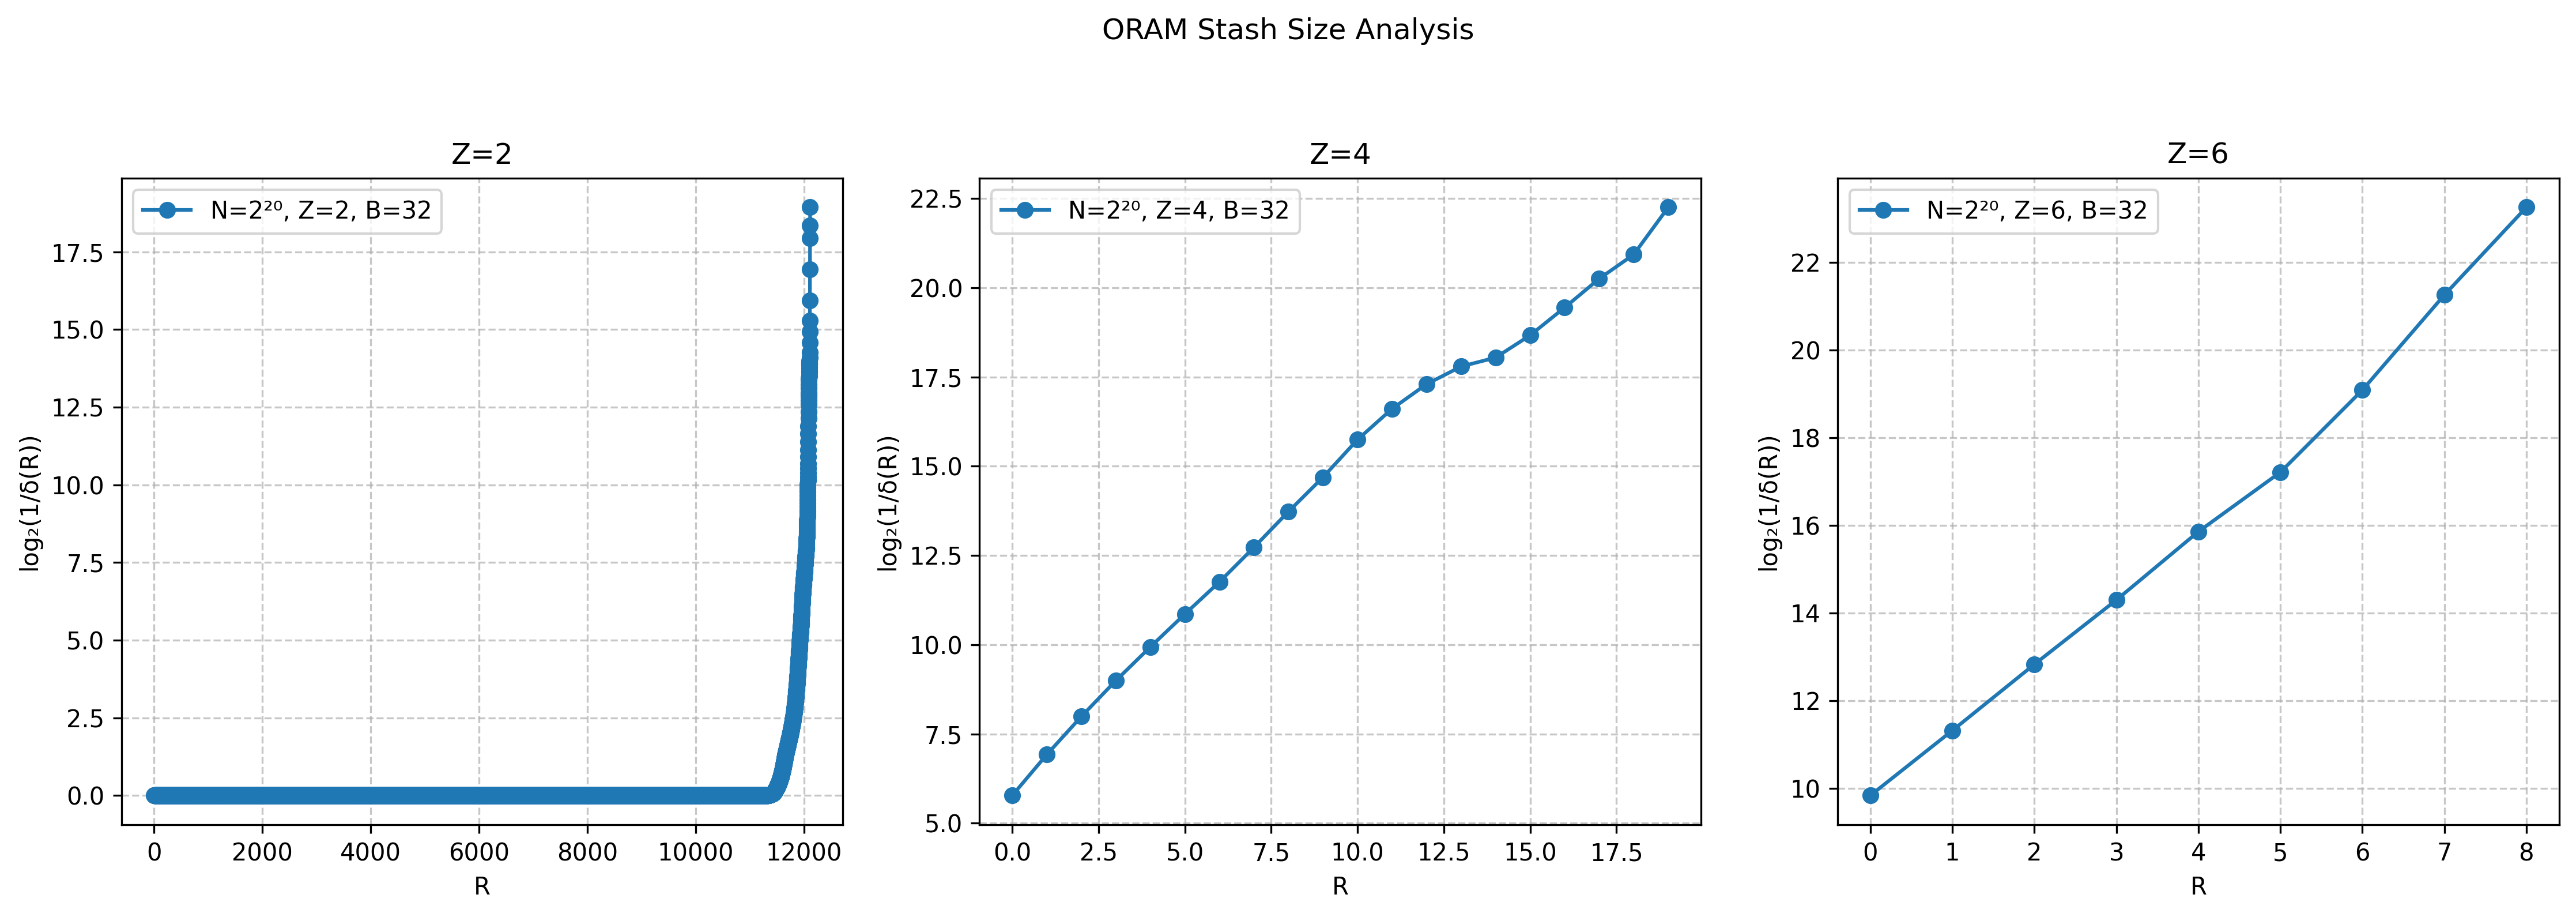 ORAM Stash Size Analysis
Z=2
N=2²⁰, Z=2, B=32
log₂(1/δ(R))
17.5
15.0
12.5
10.0
7.5
5.0
2.5
0.0
0 2000 4000 6000 8000 10000 12000
R
Z=4
N=2²⁰, Z=4, B=32
log₂(1/δ(R))
22.5
20.0
17.5
15.0
12.5
10.0
7.5
5.0
0.0 2.5 5.0 7.5 10.0 12.5 15.0 17.5
R
Z=6
N=2²⁰, Z=6, B=32
log₂(1/δ(R))
22
20
18
16
14
12
10
0 1 2 3 4 5 6 7 8
R